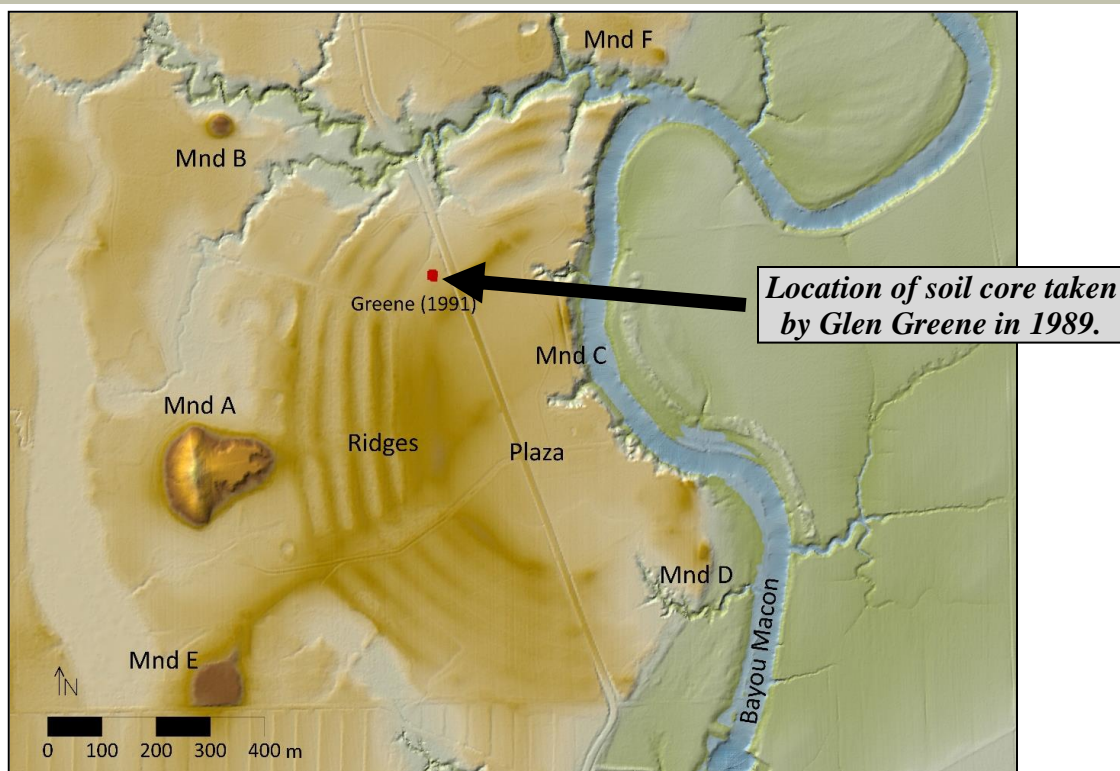 Mnd F
Mnd B
Greene (1991)
Location of soil core taken
by Glen Greene in 1989.
Mnd C
Mnd A
Ridges
Plaza
Mnd D
Mnd E
Bayou Macon
N
0 100 200 300 400 m